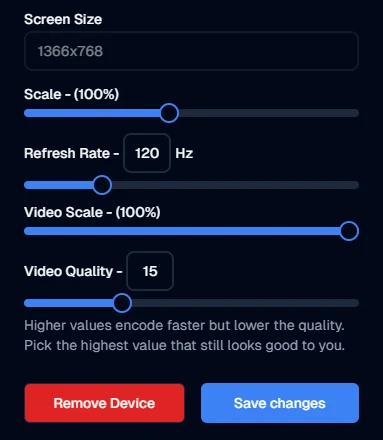 Screen Size
1366x768
Scale - (100%)
Refresh Rate - 120 Hz
Video Scale - (100%)
Video Quality - 15
Higher values encode faster but lower the quality.
Pick the highest value that still looks good to you.
Remove Device Save changes